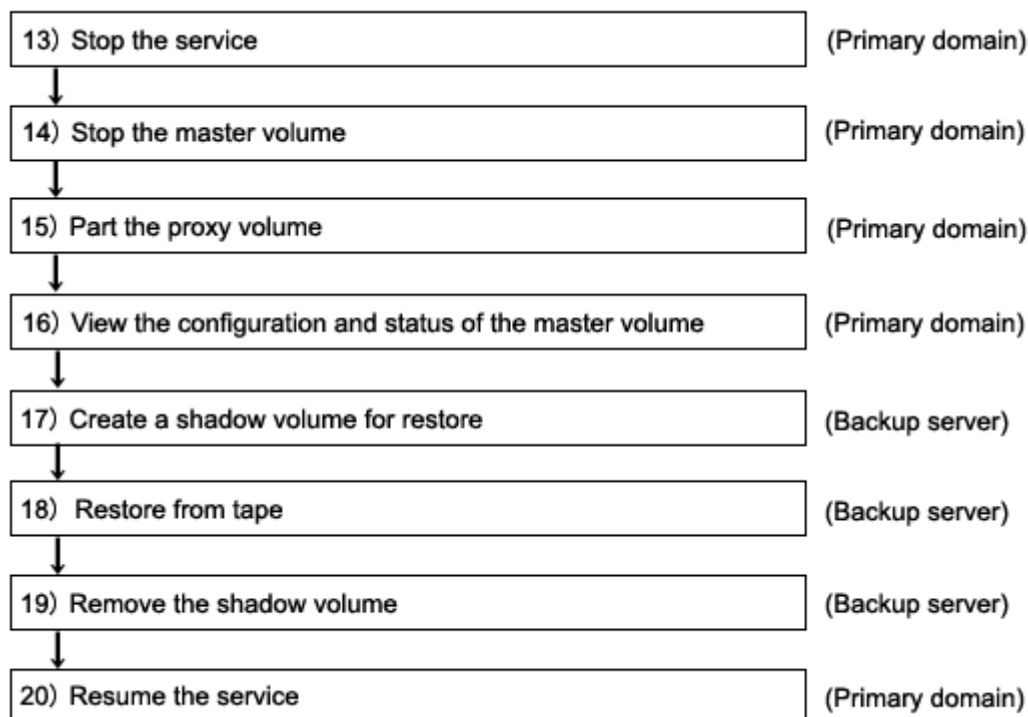 13) Stop the service (Primary domain)
14) Stop the master volume (Primary domain)
15) Part the proxy volume (Primary domain)
16) View the configuration and status of the master volume (Primary domain)
17) Create a shadow volume for restore (Backup server)
18) Restore from tape (Backup server)
19) Remove the shadow volume (Backup server)
20) Resume the service (Primary domain)